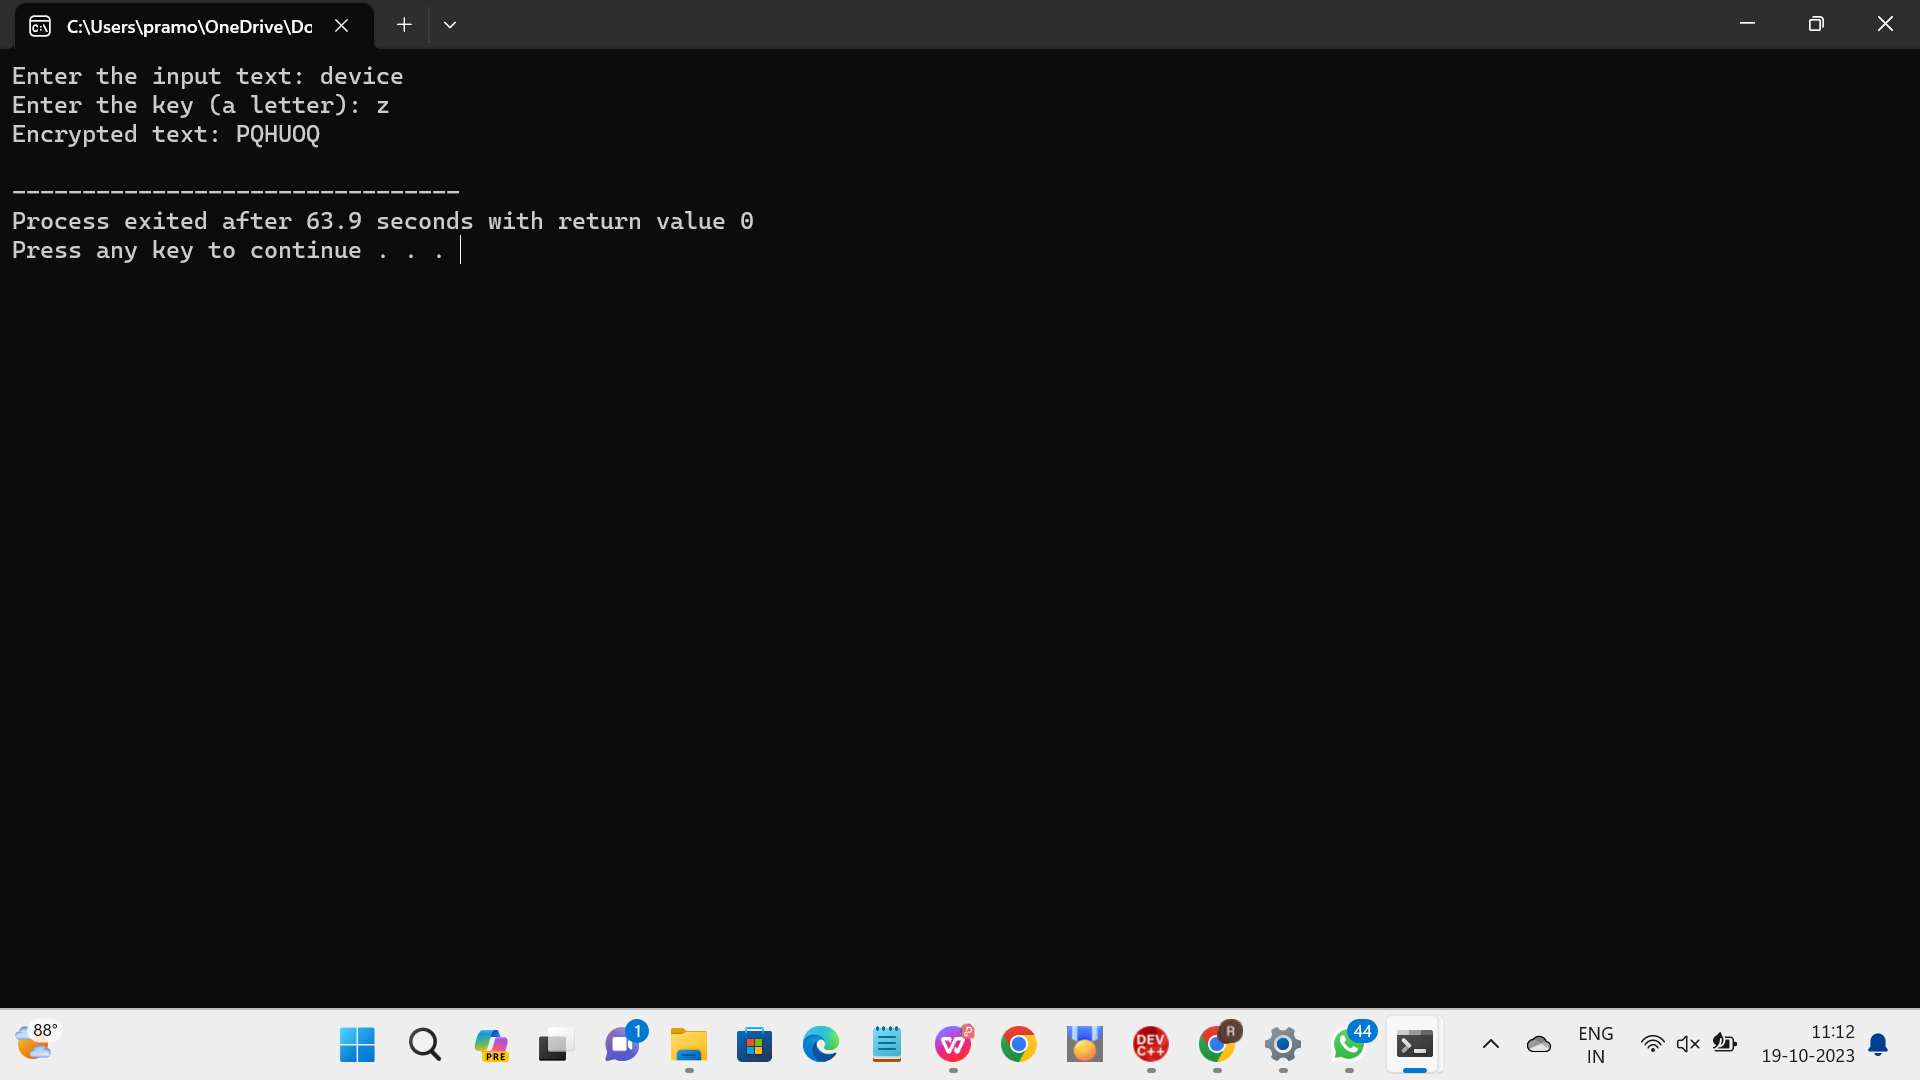 C:\Users\pramo\OneDrive\Dc
Enter the input text: device
Enter the key (a letter): z
Encrypted text: PQHUOQ
--------------------------------
Process exited after 63.9 seconds with return value 0
Press any key to continue . . .
88°
PRE
1
DEV
C++
R
44
ENG
IN
11:12
19-10-2023